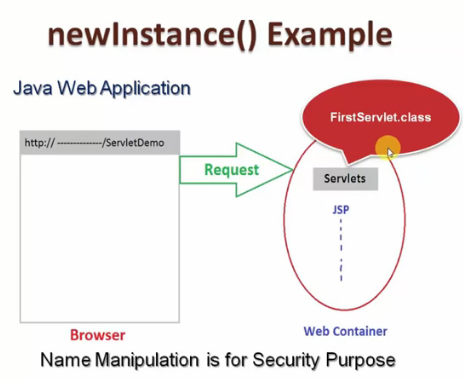 newInstance() Example
Java Web Application
FirstServlet.class
http:// --------------/ServletDemo
Request
Servlets
JSP
Browser
Web Container
Name Manipulation is for Security Purpose